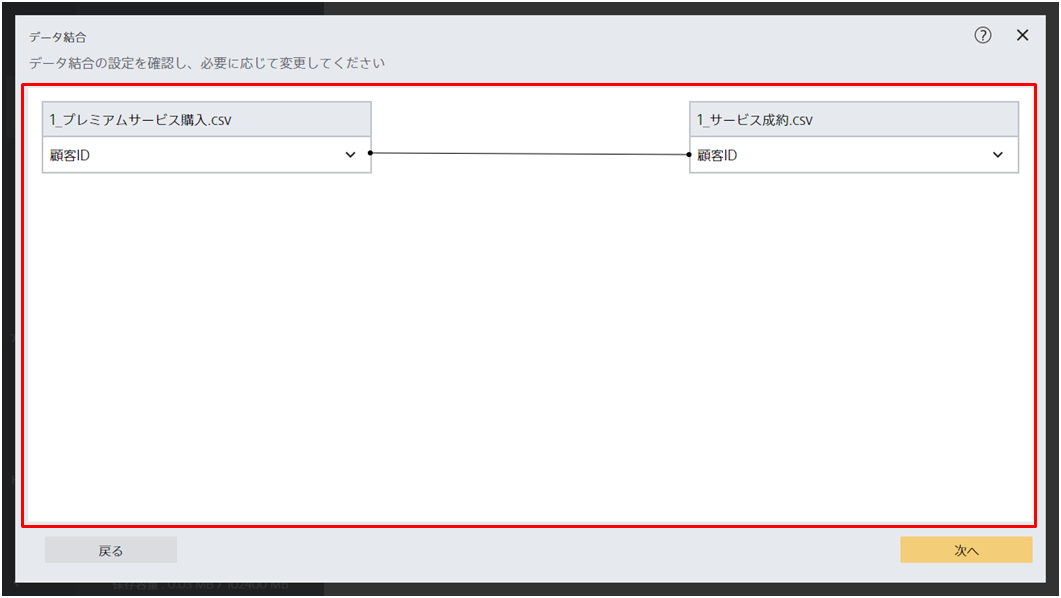 データ結合
データ結合の設定を確認し、必要に応じて変更してください
1_プレミアムサービス購入.csv
1_サービス成約.csv
顧客ID
顧客ID
戻る
次へ